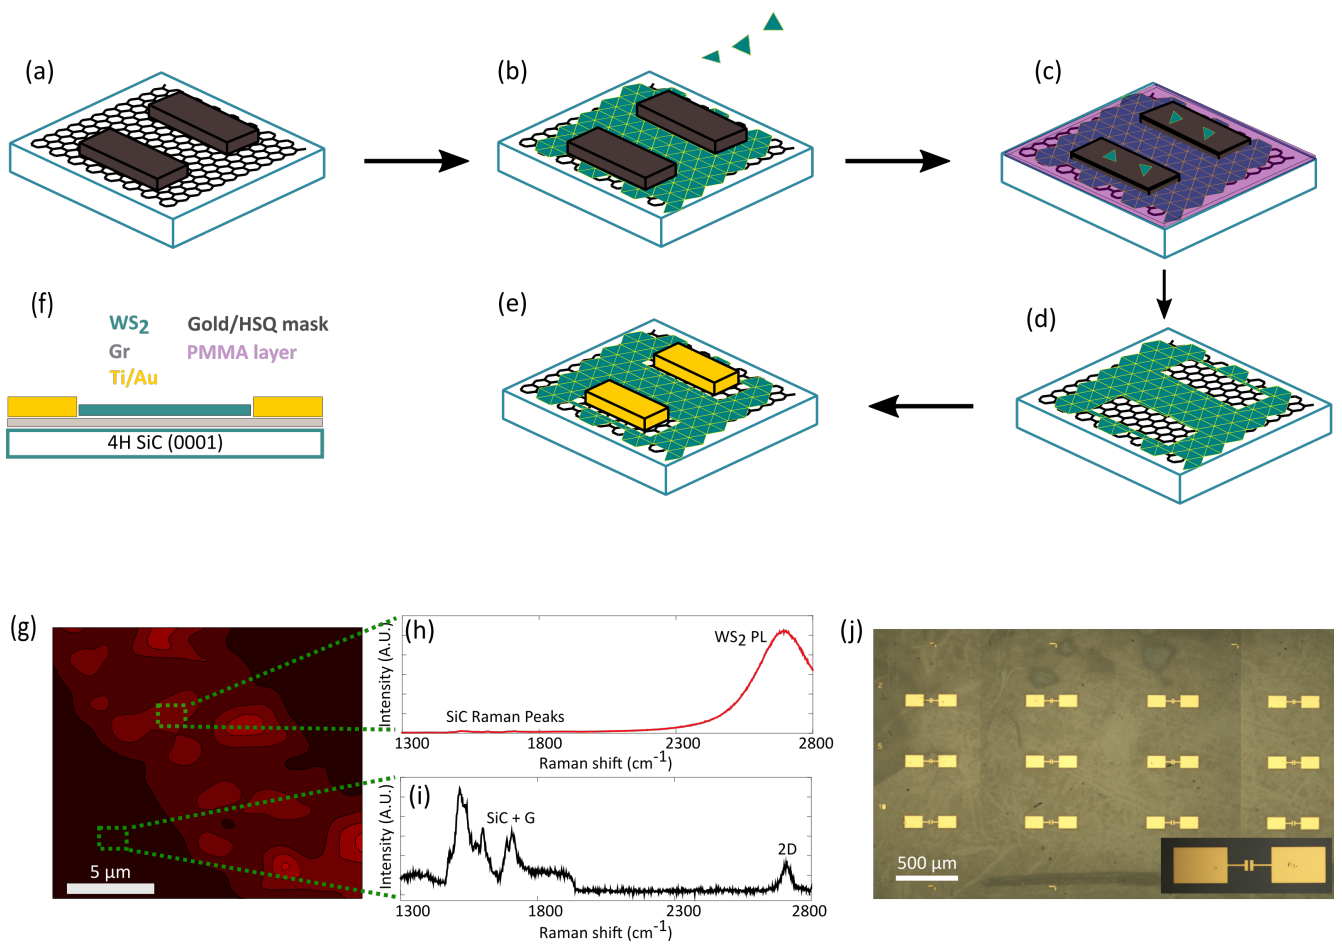 (a)
(b)
(c)
(d)
(e)
(f)
WS2 Gold/HSQ mask
Gr PMMA layer
Ti/Au
4H SiC (0001)
(g)
5 µm
(h)
WS2 PL
SiC Raman Peaks
Intensity (A.U.)
1300 1800 2300 2800
Raman shift (cm-1)
(i)
SiC + G
2D
Intensity (A.U.)
1300 1800 2300 2800
Raman shift (cm-1)
(j)
2
5
500 µm